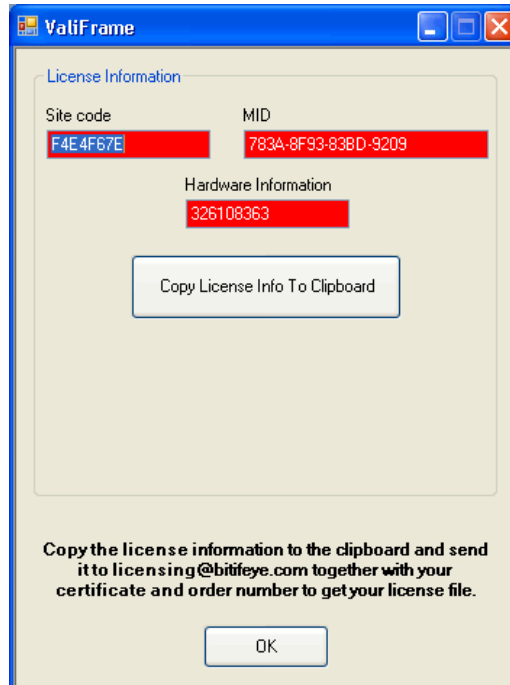 ValiFrame
License Information
Site code MID
F4E4F67E 783A-8F93-83BD-9209
Hardware Information
326108363
Copy License Info To Clipboard
Copy the license information to the clipboard and send
it to licensing@bitifeye.com together with your
certificate and order number to get your license file.
OK